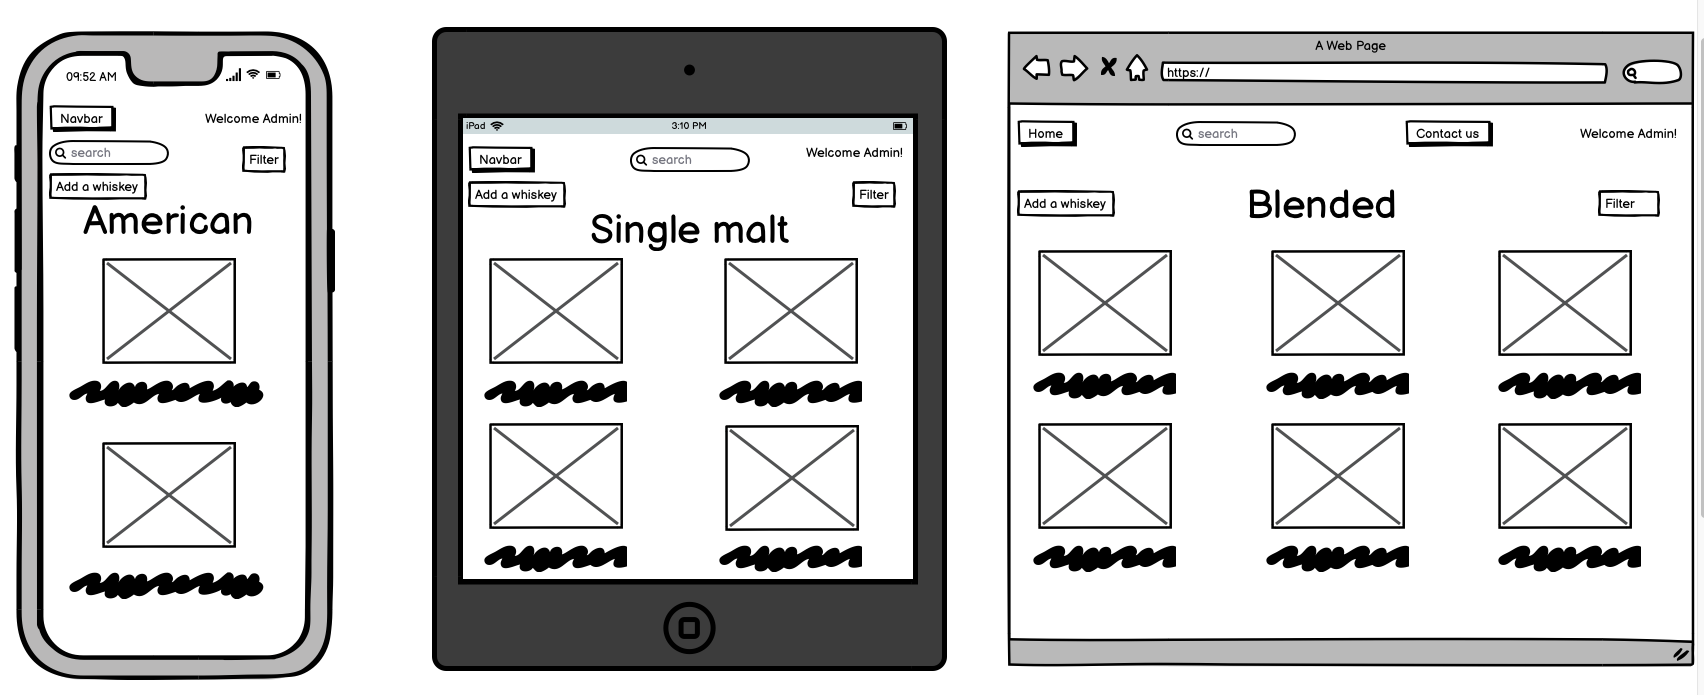 09:52 AM
Navbar
Welcome Admin!
search
Filter
Add a whiskey
American
iPad
3:10 PM
Navbar
search
Welcome Admin!
Add a whiskey
Filter
Single malt
A Web Page
https://
Home
search
Contact us
Welcome Admin!
Add a whiskey
Blended
Filter